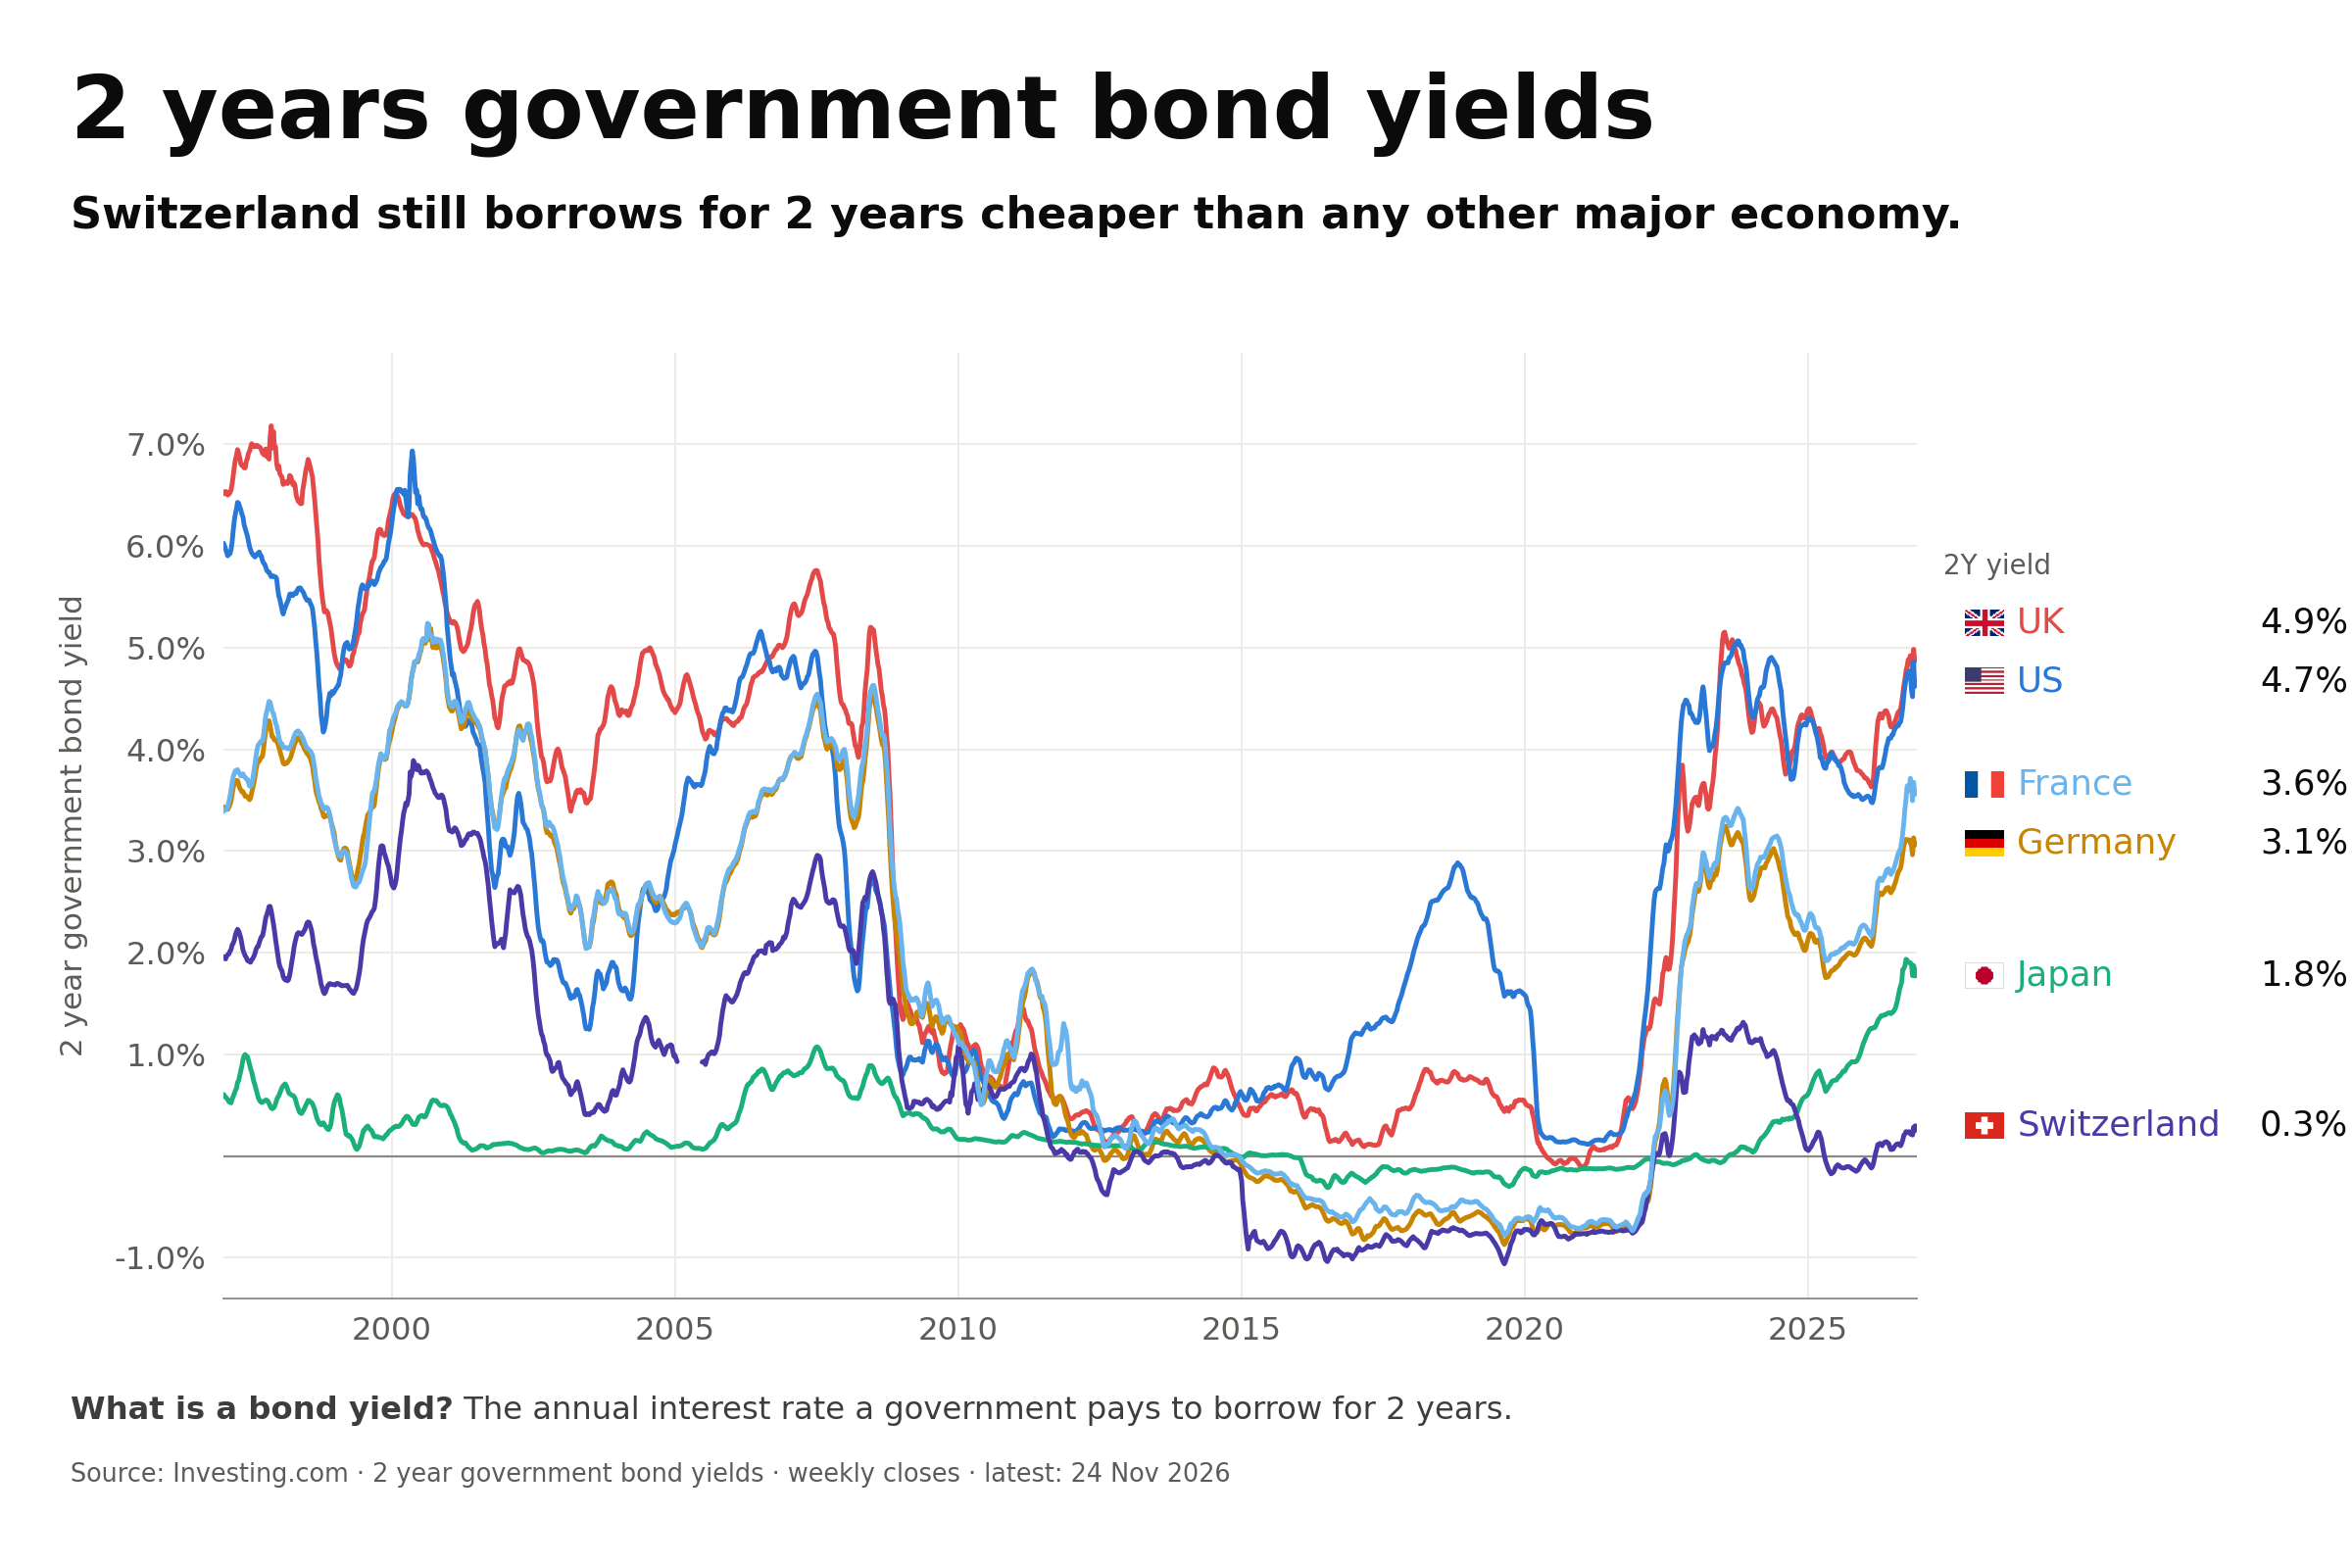 2 years government bond yields
Switzerland still borrows for 2 years cheaper than any other major economy.
2 year government bond yield
7.0%
6.0%
5.0%
4.0%
3.0%
2.0%
1.0%
-1.0%
2000
2005
2010
2015
2020
2025
2Y yield
UK 4.9%
US 4.7%
France 3.6%
Germany 3.1%
Japan 1.8%
Switzerland 0.3%
What is a bond yield? The annual interest rate a government pays to borrow for 2 years.
Source: Investing.com · 2 year government bond yields · weekly closes · latest: 24 Nov 2026